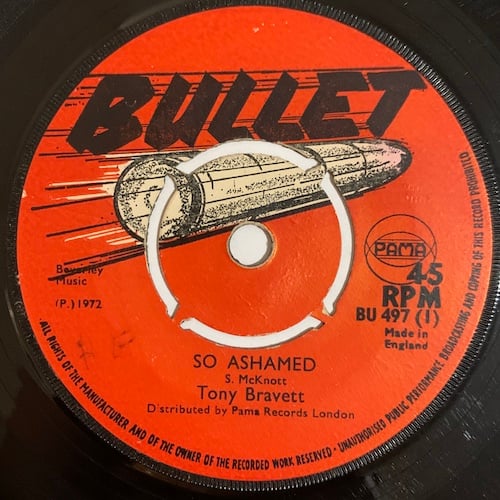 BULLET
PAMA
45
RPM
BU 497 (1)
Made in
England
Beverley
Music
(P.) 1972
SO ASHAMED
S. McKnott
Tony Bravett
Distributed by Pama Records London
ALL RIGHTS OF THE MANUFACTURER AND OF THE OWNER OF THE RECORDED WORK RESERVED - UNAUTHORISED PUBLIC PERFORMANCE BROADCASTING AND COPYING OF THIS RECORD PROHIBITED.